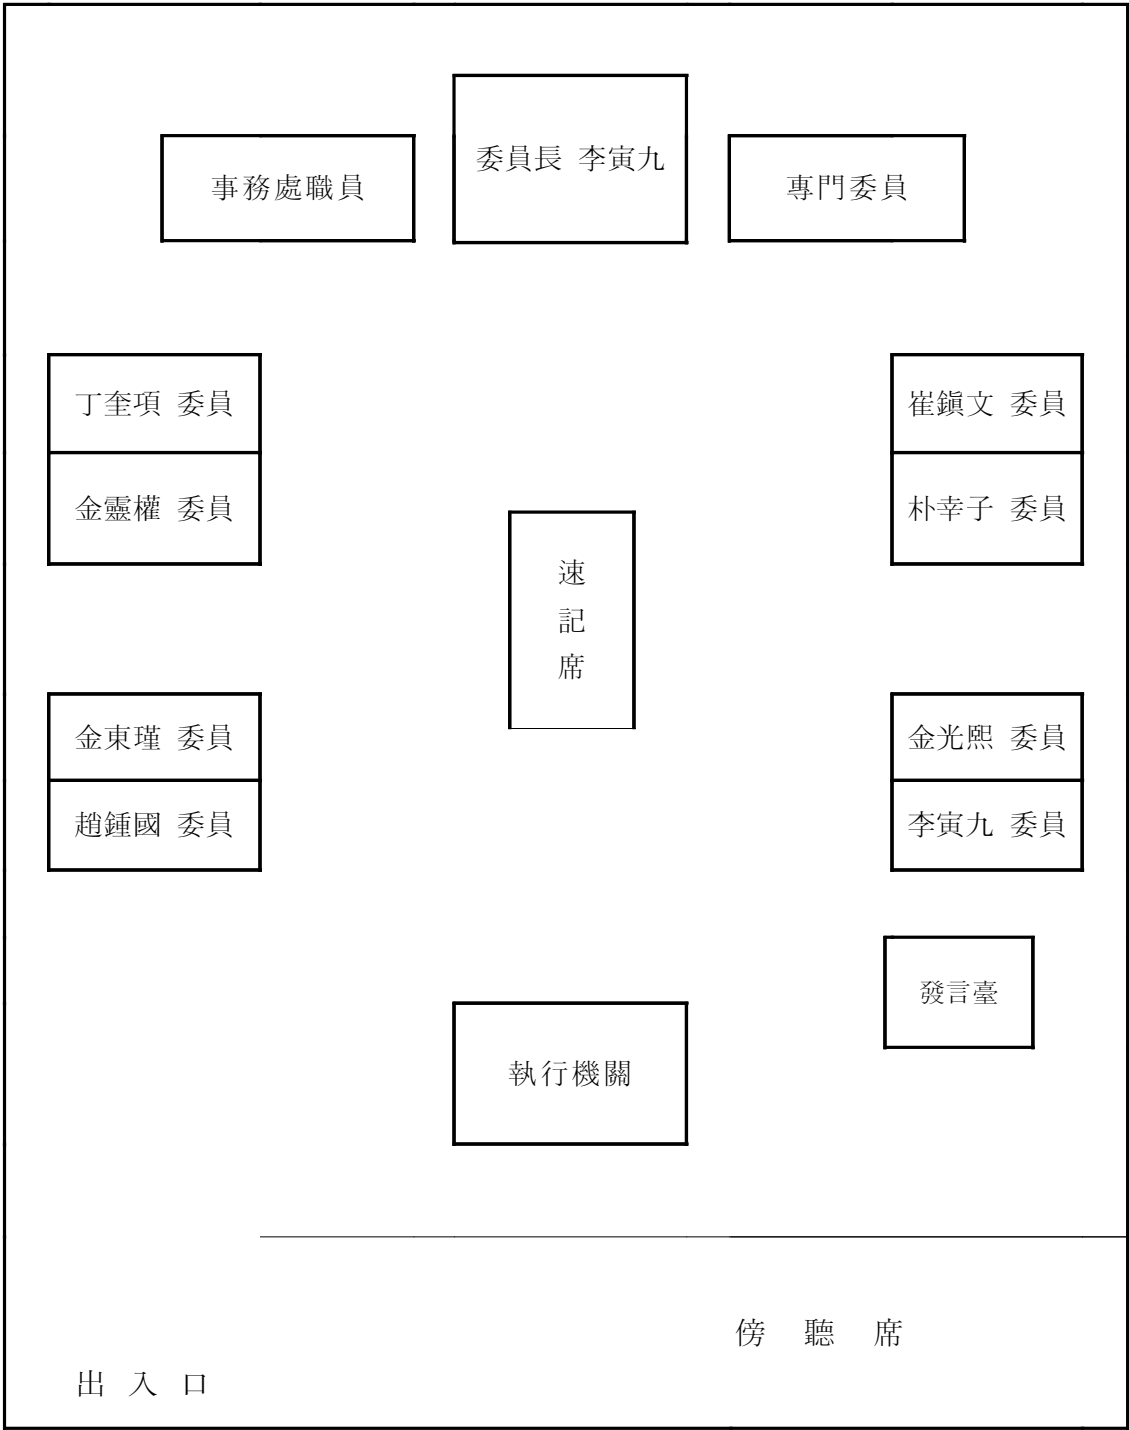 委員長 李寅九
事務處職員
專門委員
丁奎項 委員
崔鎭文 委員
金靈權 委員
朴幸子 委員
速
記
席
金東瑾 委員
金光熙 委員
趙鍾國 委員
李寅九 委員
發言臺
執行機關
傍 聽 席
出 入 口